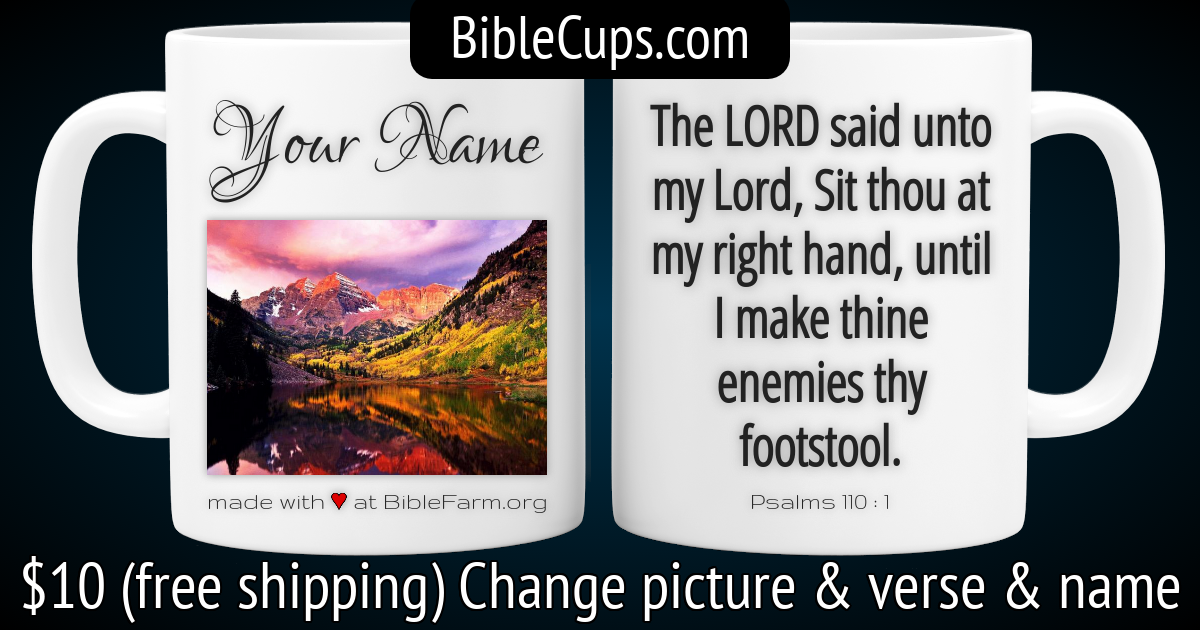 BibleCups.com
Your Name
made with ♥ at BibleFarm.org
The LORD said unto
my Lord, Sit thou at
my right hand, until
I make thine
enemies thy
footstool.
Psalms 110 : 1
$10 (free shipping) Change picture & verse & name